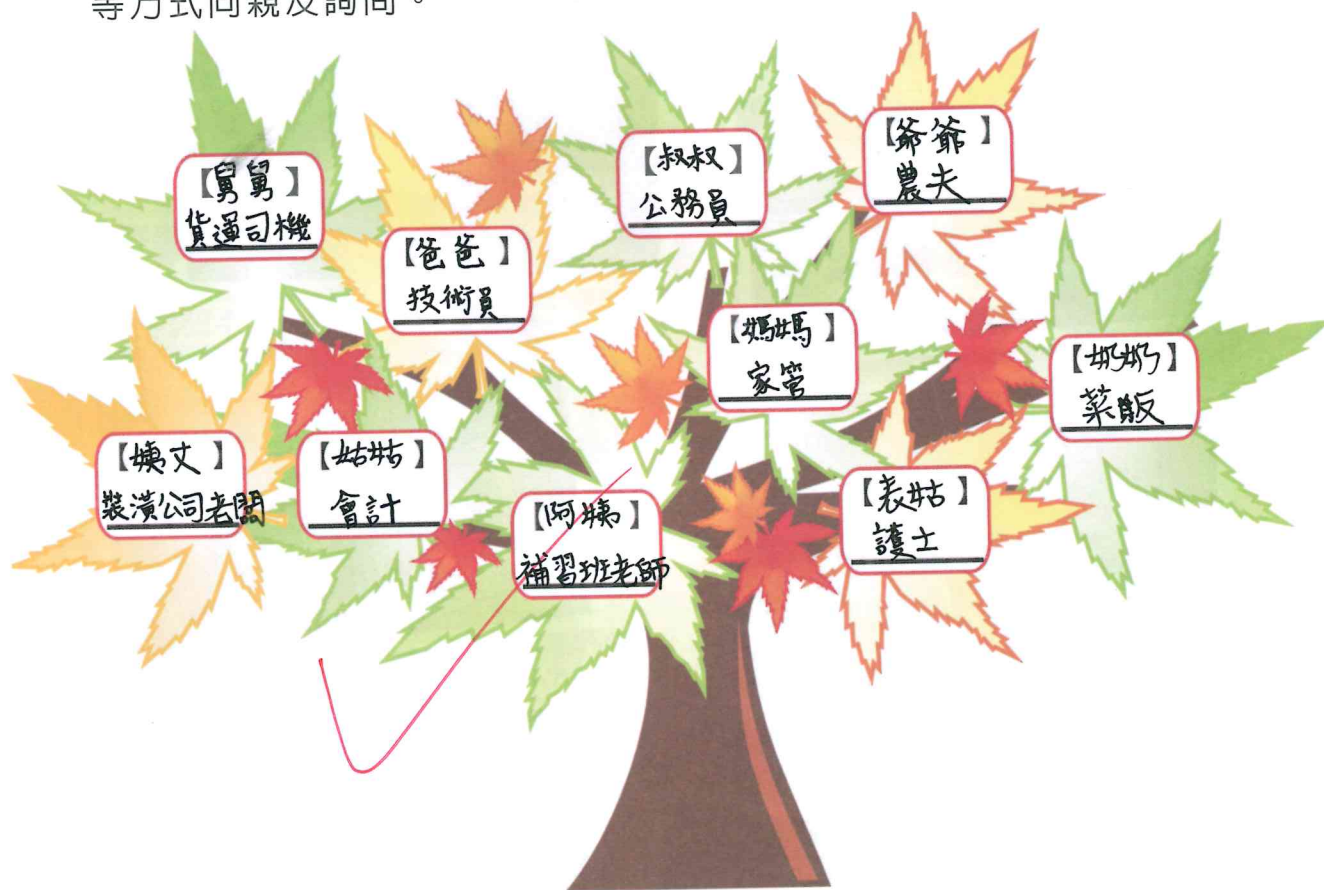 等方式向親友詢問。
【舅舅】
貨運司機
【爸爸】
技術員
【叔叔】
公務員
【爺爺】
農夫
【媽媽】
家管
【奶奶】
菜販
【姨丈】
裝潢公司老闆
【姑姑】
會計
【阿姨】
補習班老師
【表姑】
護士